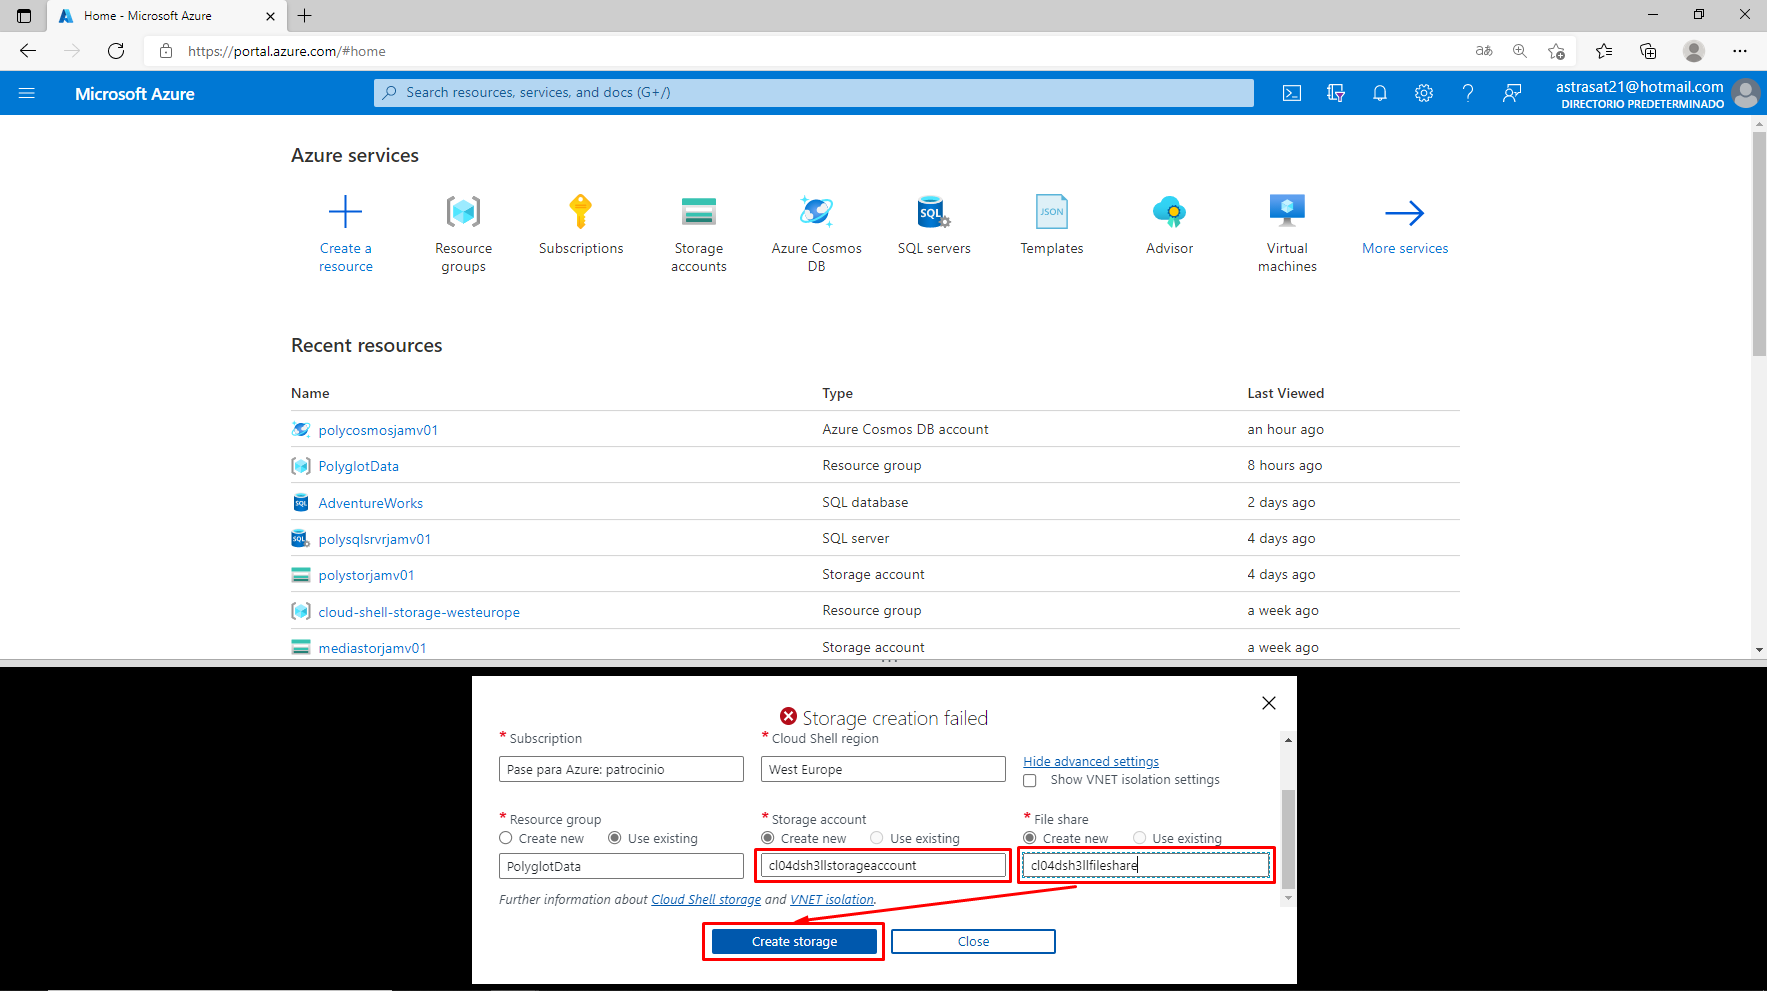 Home - Microsoft Azure
https://portal.azure.com/#home
aあ
Microsoft Azure
Search resources, services, and docs (G+/)
astrasat21@hotmail.com
DIRECTORIO PREDETERMINADO
Azure services
Create a resource
Resource groups
Subscriptions
Storage accounts
Azure Cosmos DB
SQL
SQL servers
JSON
Templates
Advisor
Virtual machines
More services
Recent resources
Name Type Last Viewed
polycosmosjamv01 Azure Cosmos DB account an hour ago
PolyglotData Resource group 8 hours ago
SQL AdventureWorks SQL database 2 days ago
SQL polysqlsrvrjamv01 SQL server 4 days ago
polystorjamv01 Storage account 4 days ago
cloud-shell-storage-westeurope Resource group a week ago
mediastorjamv01 Storage account a week ago
Storage creation failed
* Subscription
Pase para Azure: patrocinio
* Cloud Shell region
West Europe
Hide advanced settings
Show VNET isolation settings
* Resource group
Create new Use existing
PolyglotData
* Storage account
Create new Use existing
cl04dsh3llstorageaccount
* File share
Create new Use existing
cl04dsh3llfileshare
Further information about Cloud Shell storage and VNET isolation.
Create storage
Close